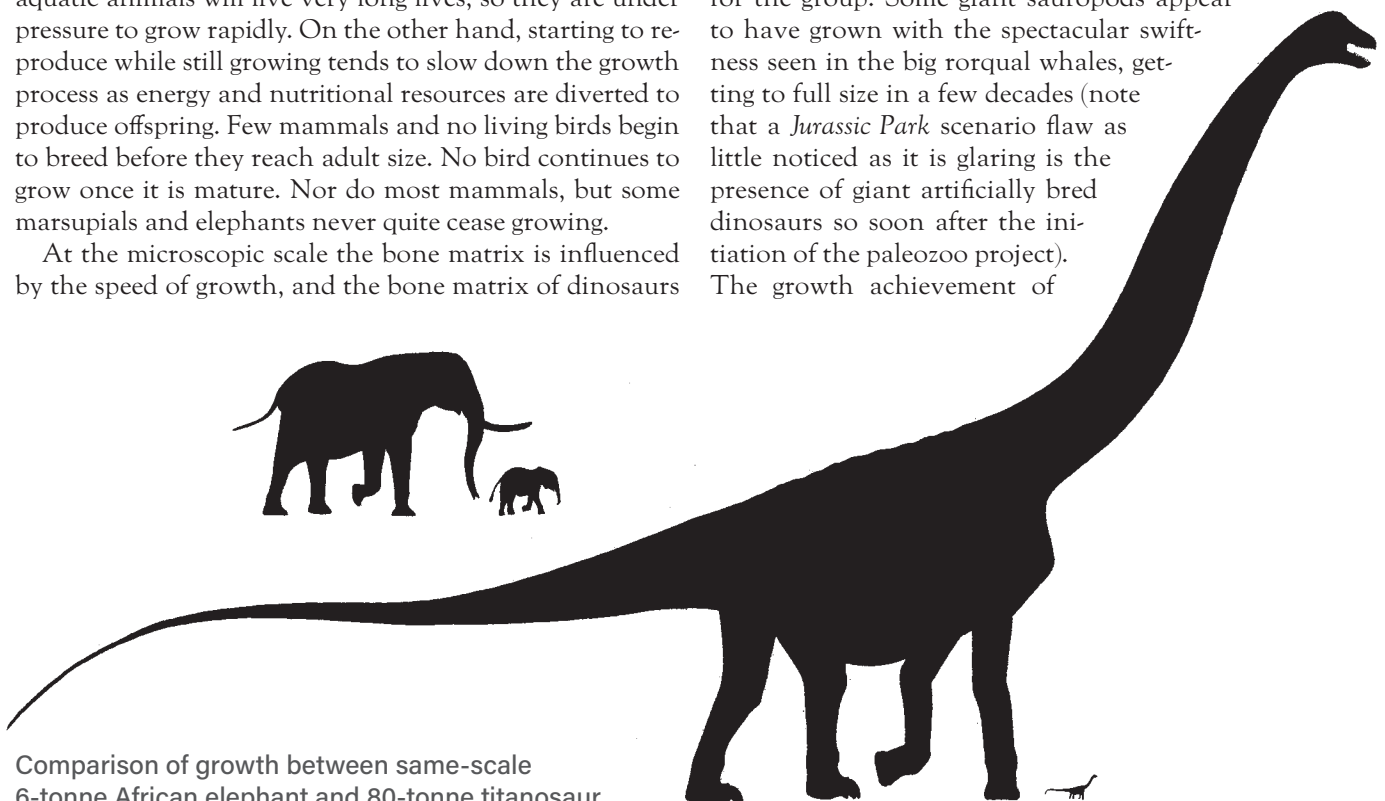 aquatic animals will live very long lives, so they are under
pressure to grow rapidly. On the other hand, starting to re-
produce while still growing tends to slow down the growth
process as energy and nutritional resources are diverted to
produce offspring. Few mammals and no living birds begin
to breed before they reach adult size. No bird continues to
grow once it is mature. Nor do most mammals, but some
marsupials and elephants never quite cease growing.
At the microscopic scale the bone matrix is influenced
by the speed of growth, and the bone matrix of dinosaurs
for the group. Some giant sauropods appear
to have grown with the spectacular swift-
ness seen in the big rorqual whales, get-
ting to full size in a few decades (note
that a Jurassic Park scenario flaw as
little noticed as it is glaring is the
presence of giant artificially bred
dinosaurs so soon after the ini-
tiation of the paleozoo project).
The growth achievement of
Comparison of growth between same-scale
6-tonne African elephant and 80-tonne titanosaur